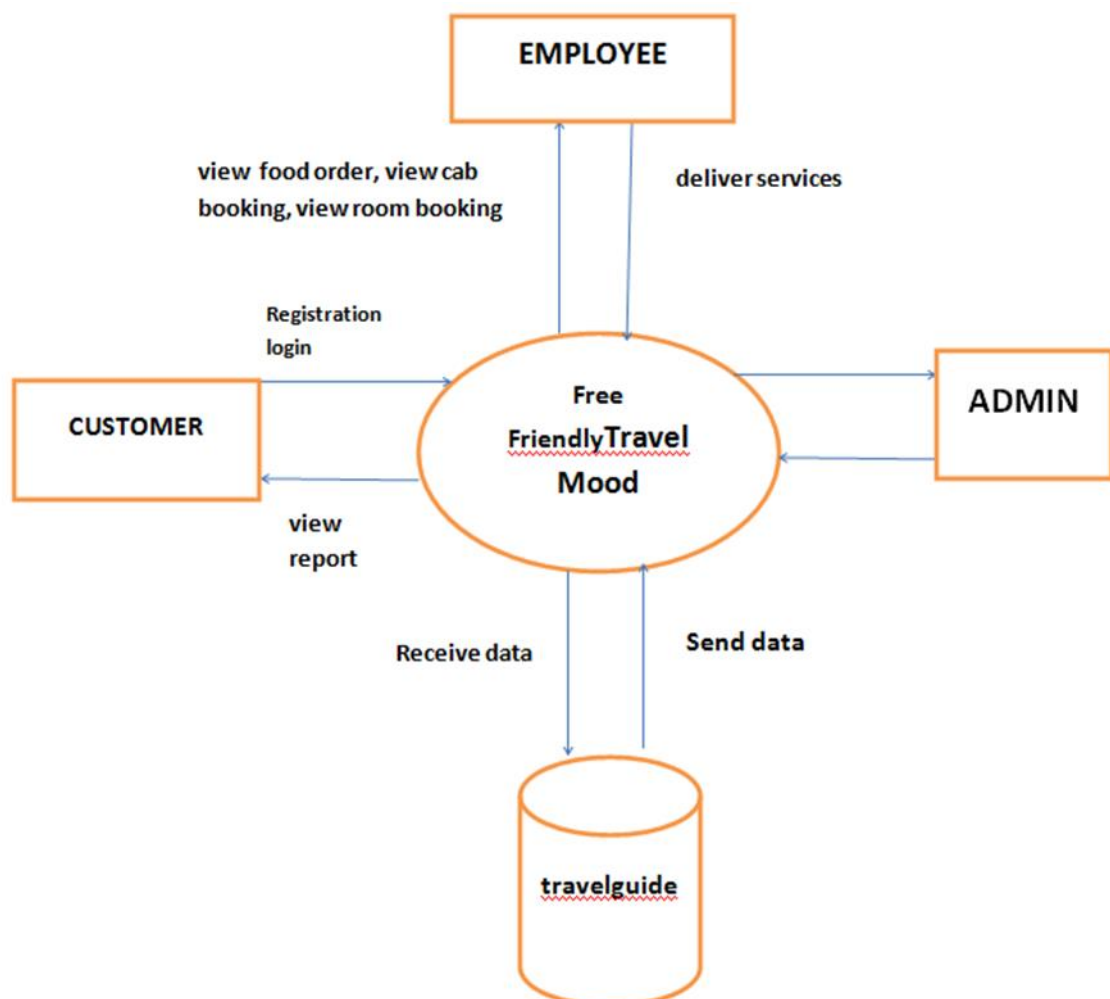 EMPLOYEE
view food order, view cab
booking, view room booking
deliver services
Registration
login
CUSTOMER
Free
FriendlyTravel
Mood
ADMIN
view
report
Receive data
Send data
travelguide